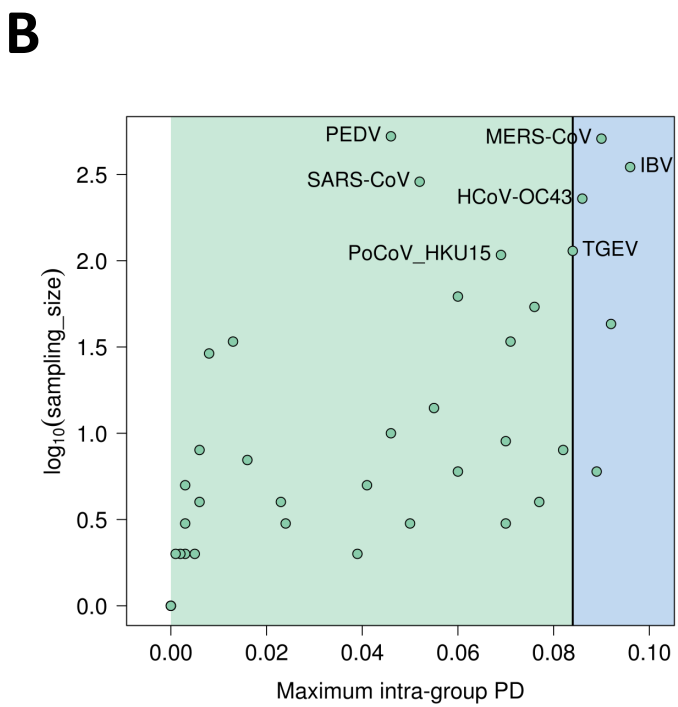 B
PEDV
MERS-CoV
IBV
SARS-CoV
HCoV-OC43
PoCoV_HKU15
TGEV
2.5
2.0
1.5
1.0
0.5
0.0
log₁₀(sampling_size)
0.00 0.02 0.04 0.06 0.08 0.10
Maximum intra-group PD